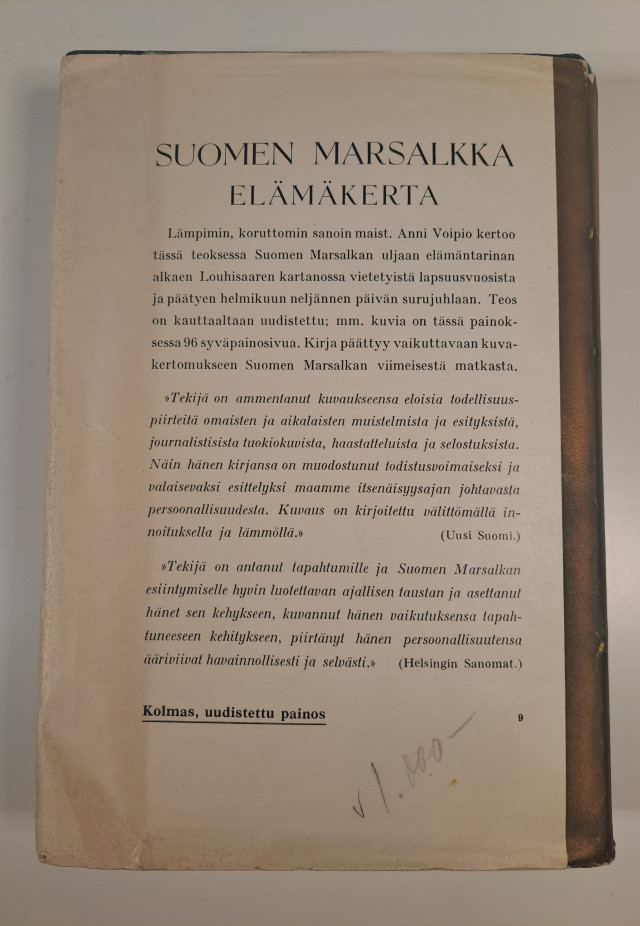 SUOMEN MARSALKKA
ELÄMÄKERTA
Lämpimin, koruttomin sanoin maist. Anni Voipio kertoo
tässä teoksessa Suomen Marsalkan uljaan elämäntarinan
alkaen Louhisaaren kartanossa vietetyistä lapsuusvuosista
ja päätyen helmikuun neljännen päivän surujuhlaan. Teos
on kauttaaltaan uudistettu; mm. kuvia on tässä painok-
sessa 96 syväpainosivua. Kirja päättyy vaikuttavaan kuva-
kertomukseen Suomen Marsalkan viimeisestä matkasta.
»Tekijä on ammentanut kuvaukseensa eloisia todellisuus-
piirteitä omaisten ja aikalaisten muistelmista ja esityksistä,
journalistisista tuokiokuvista, haastatteluista ja selostuksista.
Näin hänen kirjansa on muodostunut todistusvoimaiseksi ja
valaisevaksi esittelyksi maamme itsenäisyysajan johtavasta
persoonallisuudesta. Kuvaus on kirjoitettu välittömällä in-
noituksella ja lämmöllä.» (Uusi Suomi.)
»Tekijä on antanut tapahtumille ja Suomen Marsalkan
esiintymiselle hyvin luotettavan ajallisen taustan ja asettanut
hänet sen kehykseen, kuvannut hänen vaikutuksensa tapah-
tuneeseen kehitykseen, piirtänyt hänen persoonallisuutensa
ääriviivat havainnollisesti ja selvästi.» (Helsingin Sanomat.)
Kolmas, uudistettu painos 9
v 1.000—